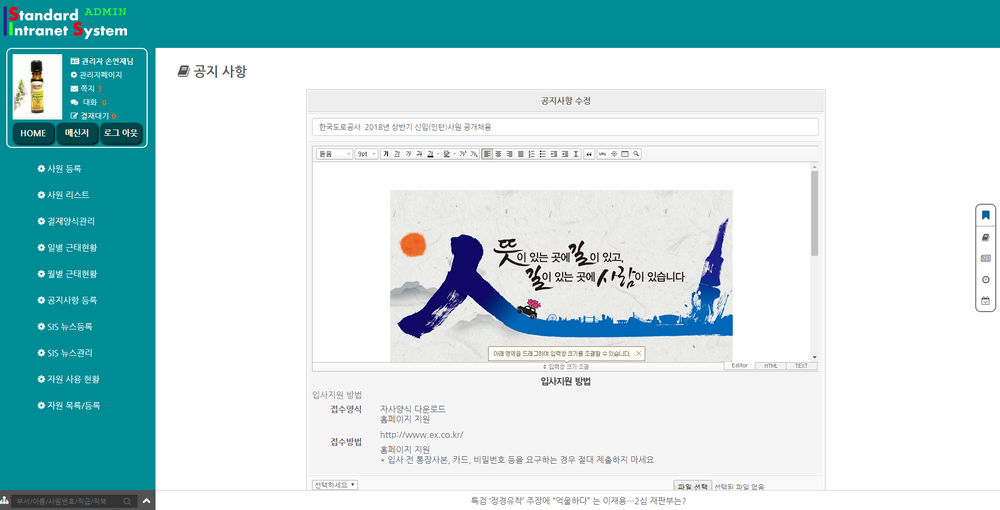 Standard ADMIN
Intranet System
관리자 손연재님
관리자페이지
쪽지 3
대화 0
결재대기 0
HOME 메신저 로그 아웃
사원 등록
사원 리스트
결재양식관리
일별 근태현황
월별 근태현황
공지사항 등록
SIS 뉴스등록
SIS 뉴스관리
자원 사용 현황
자원 목록/등록
부서/이름/사원번호/직급/직책
공지 사항
공지사항 수정
한국도로공사 2018년 상반기 신입(인턴)사원 공개채용
돋움 9pt 가 가 가 가 가 가² 가₁ URL
뜻이 있는 곳에 길이 있고,
길이 있는 곳에 사람이 있습니다
아래 영역을 드래그하여 입력창 크기를 조절할 수 있습니다.
입력창 크기 조절
Editor HTML TEXT
입사지원 방법
입사지원 방법
접수양식 자사양식 다운로드
홈페이지 지원
접수방법 http://www.ex.co.kr/
홈페이지 지원
* 입사 전 통장사본, 카드, 비밀번호 등을 요구하는 경우 절대 제출하지 마세요
선택하세요 파일 선택 선택된 파일 없음
특검 ‘정경유착’ 주장에 “억울하다” 는 이재용…2심 재판부는?